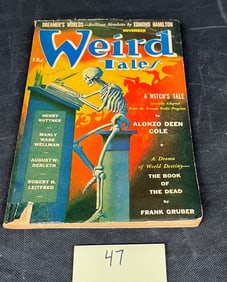 DREAMER'S WORLDS—Brilliant Novelette by EDMOND HAMILTON
NOVEMBER
Weird
Tales
15¢
A WITCH'S TALE
Specially Adapted
from the Famous Radio Program
by
ALONZO DEEN
COLE
HENRY
KUTTNER
MANLY
WADE
WELLMAN
AUGUST W.
DERLETH
ROBERT H.
LEITFRED
A Drama
of World Destiny—
THE BOOK
OF
THE DEAD
by
FRANK GRUBER
47